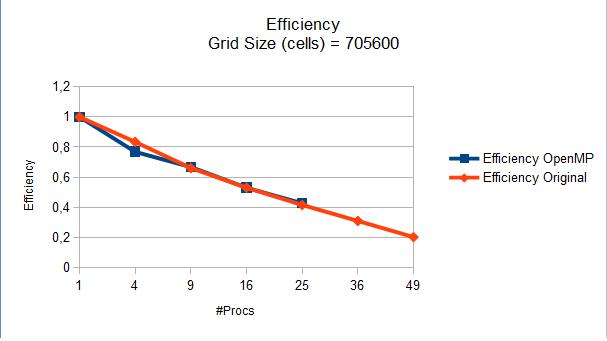 Efficiency
Grid Size (cells) = 705600
1,2
1
0,8
0,6
0,4
0,2
0
Efficiency
1 4 9 16 25 36 49
#Procs
Efficiency OpenMP
Efficiency Original